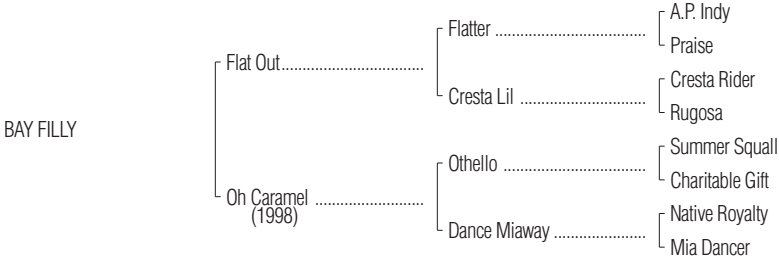 A.P. Indy
Flatter ......................................
Praise
Flat Out...................................
Cresta Rider
Cresta Lil ................................
Rugosa
BAY FILLY
Summer Squall
Othello ....................................
Charitable Gift
Oh Caramel ...........................
(1998)
Native Royalty
Dance Miaway .......................
Mia Dancer